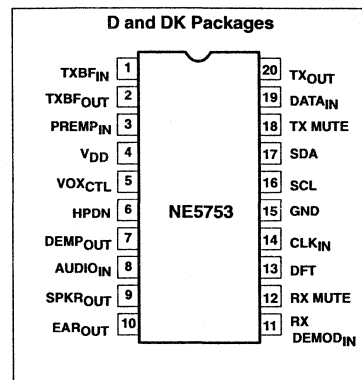 D and DK Packages
TXBFIN 1
TXBFOUT 2
PREMPIN 3
VDD 4
VOXCTL 5
HPDN 6
DEMPOUT 7
AUDIOIN 8
SPKROUT 9
EAROUT 10
NE5753
20 TXOUT
19 DATAIN
18 TX MUTE
17 SDA
16 SCL
15 GND
14 CLKIN
13 DFT
12 RX MUTE
11 RX
DEMODIN